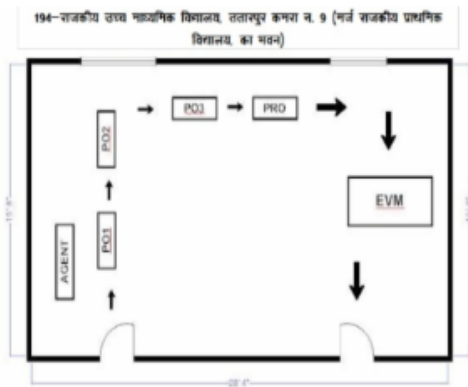 194–राजकीय उच्च माध्यमिक विद्यालय, ततारपुर कमरा न. 9 (मर्ज राजकीय प्राथमिक
विद्यालय, का भवन)
PO3
PRO
PO2
EVM
PO1
AGENT